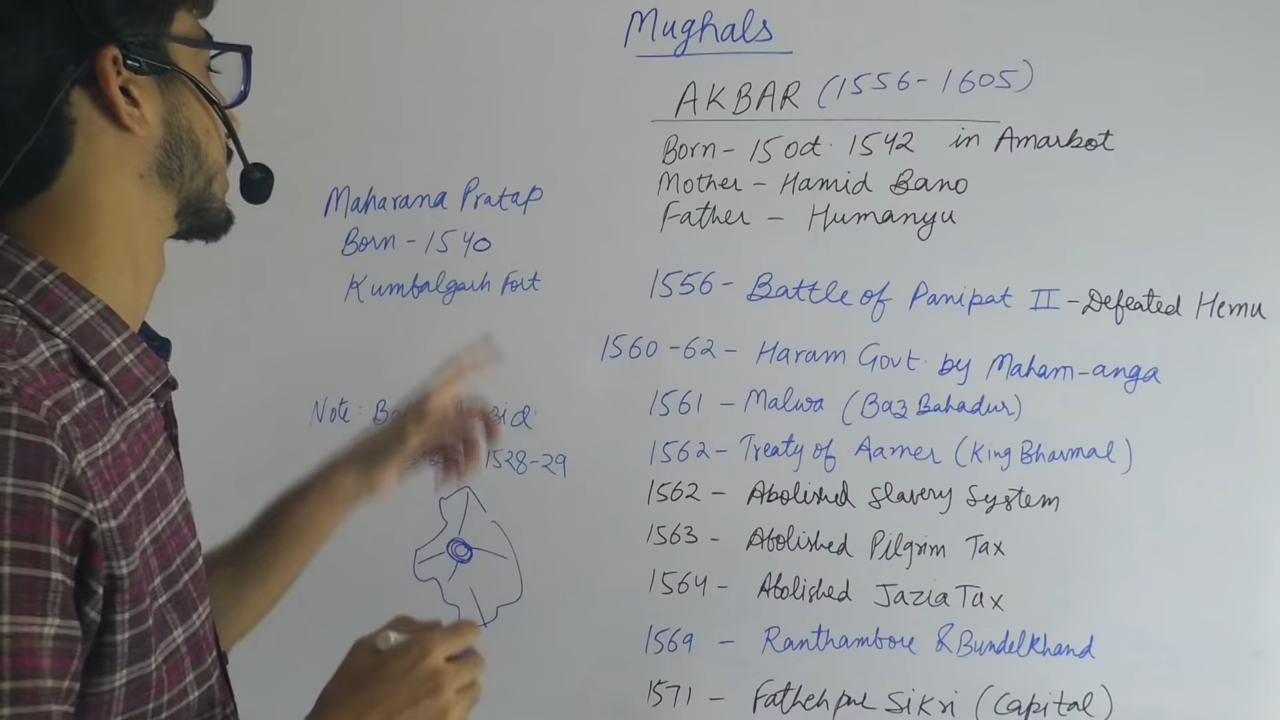 Mughals
AKBAR (1556-1605)
Born - 15 oct. 1542 in Amarkot
Mother - Hamid Bano
Father - Humanyu
Maharana Pratap
Born - 1540
Kumbalgarh Fort
1556 - Battle of Panipat II - Defeated Hemu
1560-62 - Haram Govt. by Maham-anga
1561 - Malwa (Baz Bahadur)
1562 - Treaty of Aamer (King Bharmal)
1562 - Abolished Slavery System
1563 - Abolished Pilgrim Tax
1564 - Abolished Jazia Tax
1569 - Ranthambore & Bundelkhand
1571 - Fatehpur Sikri (Capital)
Note:
1528-29